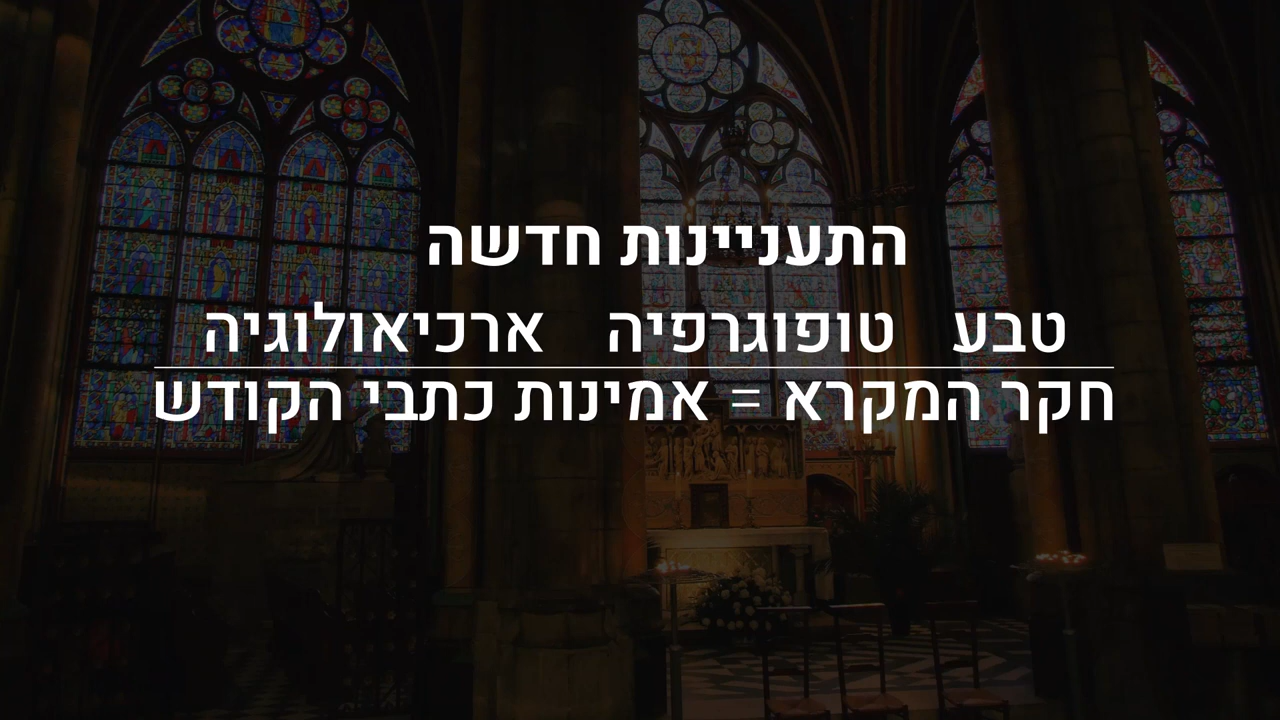 התעניינות חדשה
טבע טופוגרפיה ארכיאולוגיה
חקר המקרא = אמינות כתבי הקודש